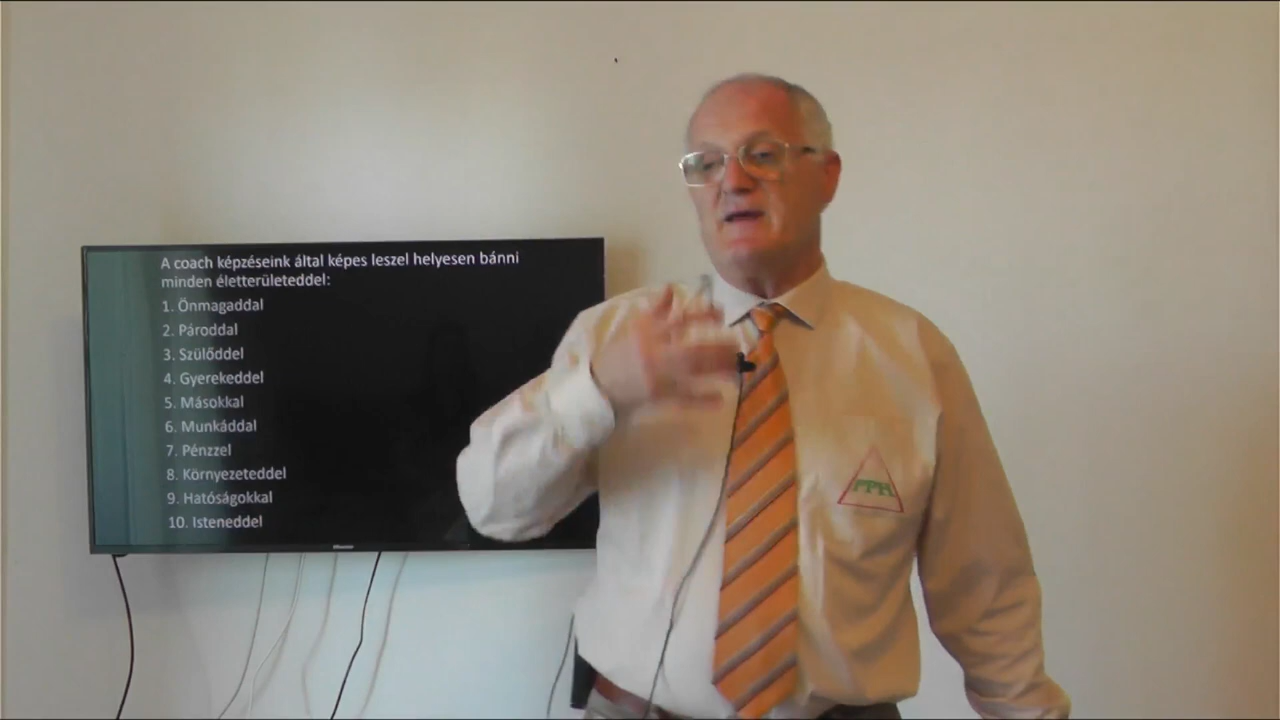 A coach képzéseink által képes leszel helyesen bánni
minden életterületeddel:
1. Önmagaddal
2. Pároddal
3. Szülőddel
4. Gyerekeddel
5. Másokkal
6. Munkáddal
7. Pénzzel
8. Környezeteddel
9. Hatóságokkal
10. Isteneddel
PPH